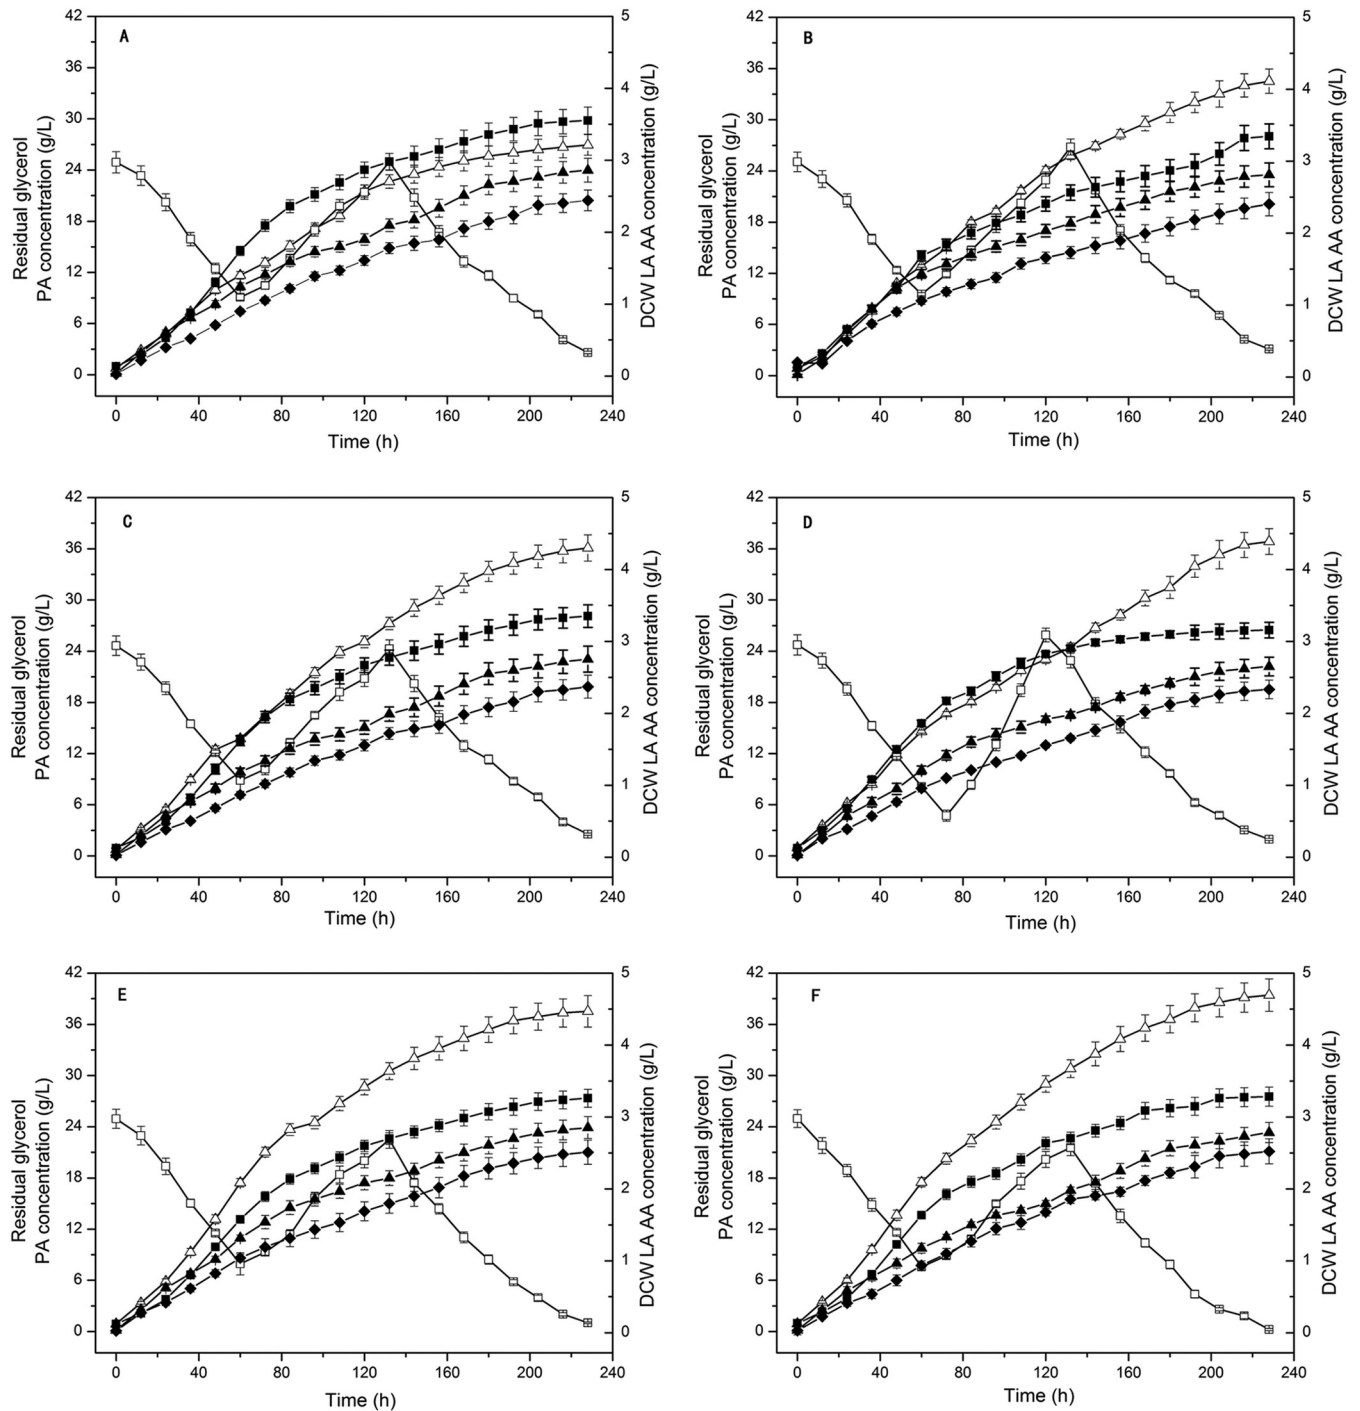 A
42
36
30
24
18
12
6
0
Residual glycerol
PA concentration (g/L)
5
4
3
2
1
0
DCW LA AA concentration (g/L)
0 40 80 120 160 200 240
Time (h)
B
42
36
30
24
18
12
6
0
Residual glycerol
PA concentration (g/L)
5
4
3
2
1
0
DCW LA AA concentration (g/L)
0 40 80 120 160 200 240
Time (h)
C
42
36
30
24
18
12
6
0
Residual glycerol
PA concentration (g/L)
5
4
3
2
1
0
DCW LA AA concentration (g/L)
0 40 80 120 160 200 240
Time (h)
D
42
36
30
24
18
12
6
0
Residual glycerol
PA concentration (g/L)
5
4
3
2
1
0
DCW LA AA concentration (g/L)
0 40 80 120 160 200 240
Time (h)
E
42
36
30
24
18
12
6
0
Residual glycerol
PA concentration (g/L)
5
4
3
2
1
0
DCW LA AA concentration (g/L)
0 40 80 120 160 200 240
Time (h)
F
42
36
30
24
18
12
6
0
Residual glycerol
PA concentration (g/L)
5
4
3
2
1
0
DCW LA AA concentration (g/L)
0 40 80 120 160 200 240
Time (h)